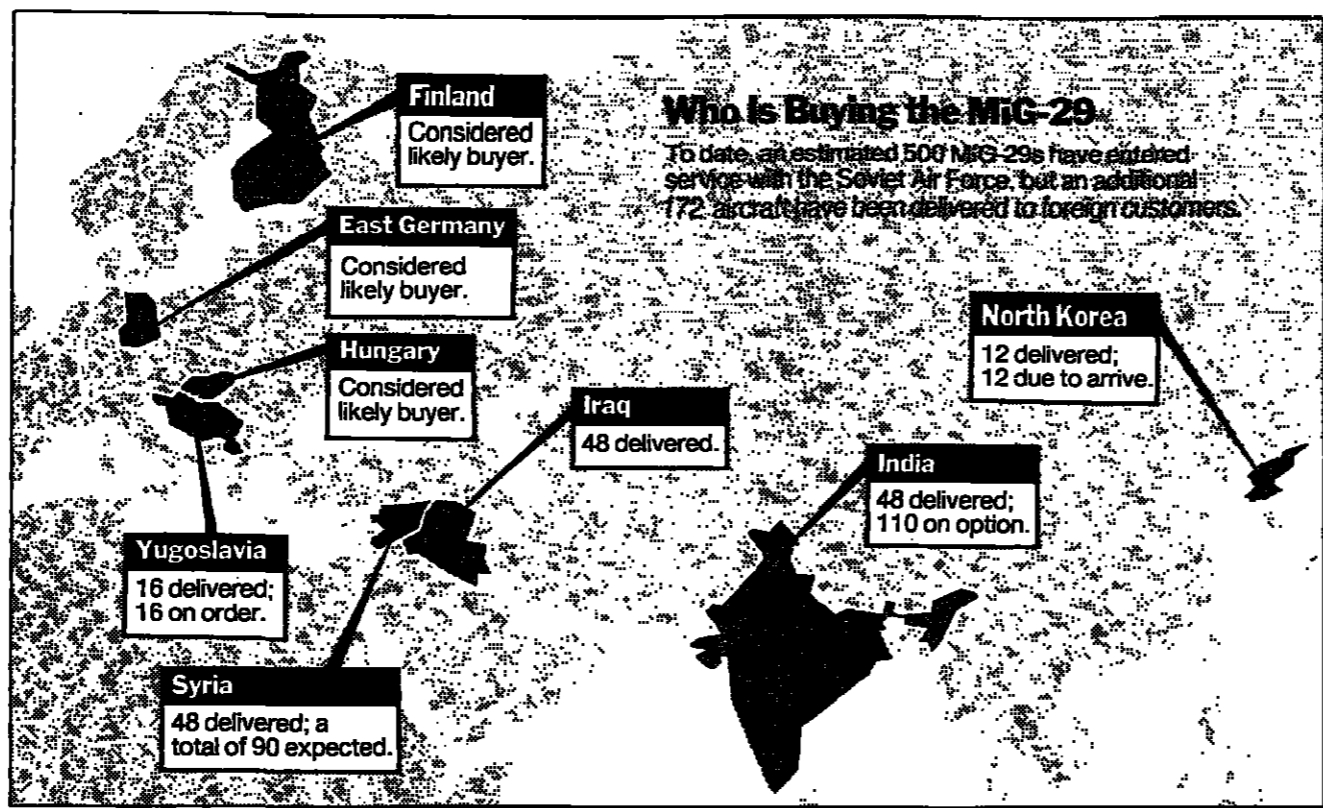 Who Is Buying the MiG-29
To date, an estimated 500 MiG-29s have entered
service with the Soviet Air Force, but an additional
172 aircraft have been delivered to foreign customers.
Finland
Considered
likely buyer.
East Germany
Considered
likely buyer.
Hungary
Considered
likely buyer.
North Korea
12 delivered;
12 due to arrive.
Iraq
48 delivered.
India
48 delivered;
110 on option.
Yugoslavia
16 delivered;
16 on order.
Syria
48 delivered; a
total of 90 expected.